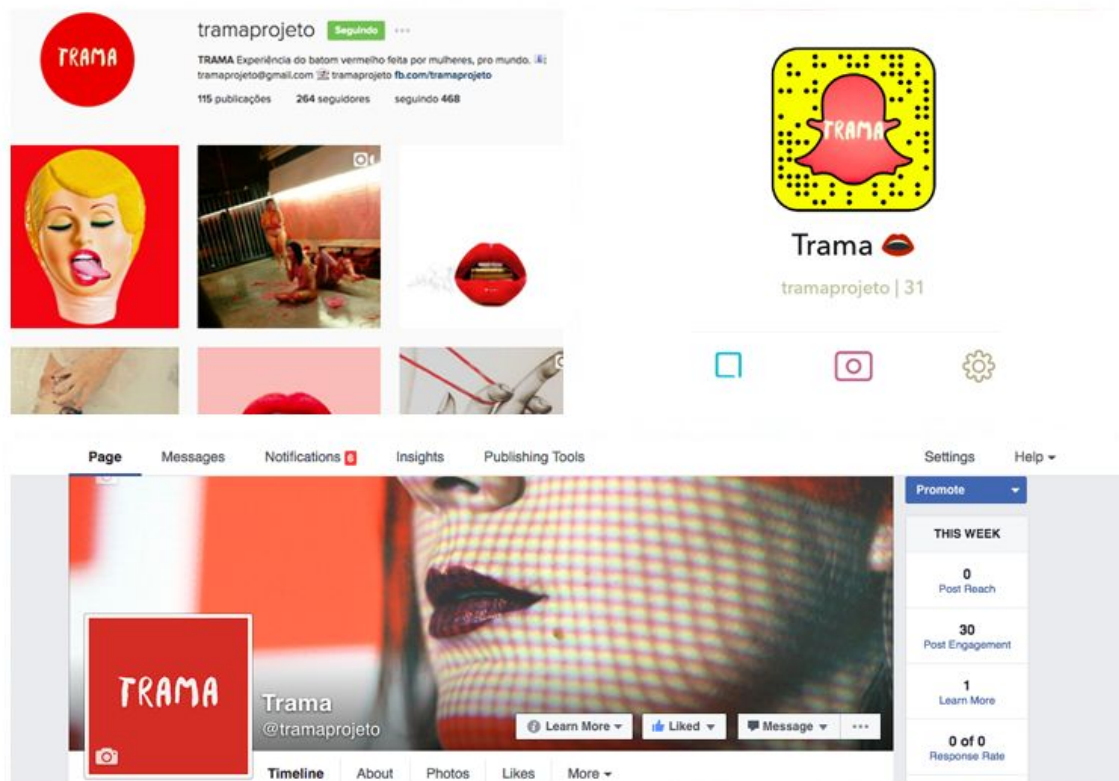 TRAMA
tramaprojeto Seguindo
TRAMA Experiência do batom vermelho feita por mulheres, pro mundo.
tramaprojeto@gmail.com tramaprojeto fb.com/tramaprojeto
115 publicações 264 seguidores seguindo 468
TRAMA
Trama
tramaprojeto | 31
Page Messages Notifications 6 Insights Publishing Tools Settings Help
Promote
THIS WEEK
0
Post Reach
30
Post Engagement
1
Learn More
0 of 0
Response Rate
TRAMA
Trama
@tramaprojeto
Learn More Liked Message
Timeline About Photos Likes More